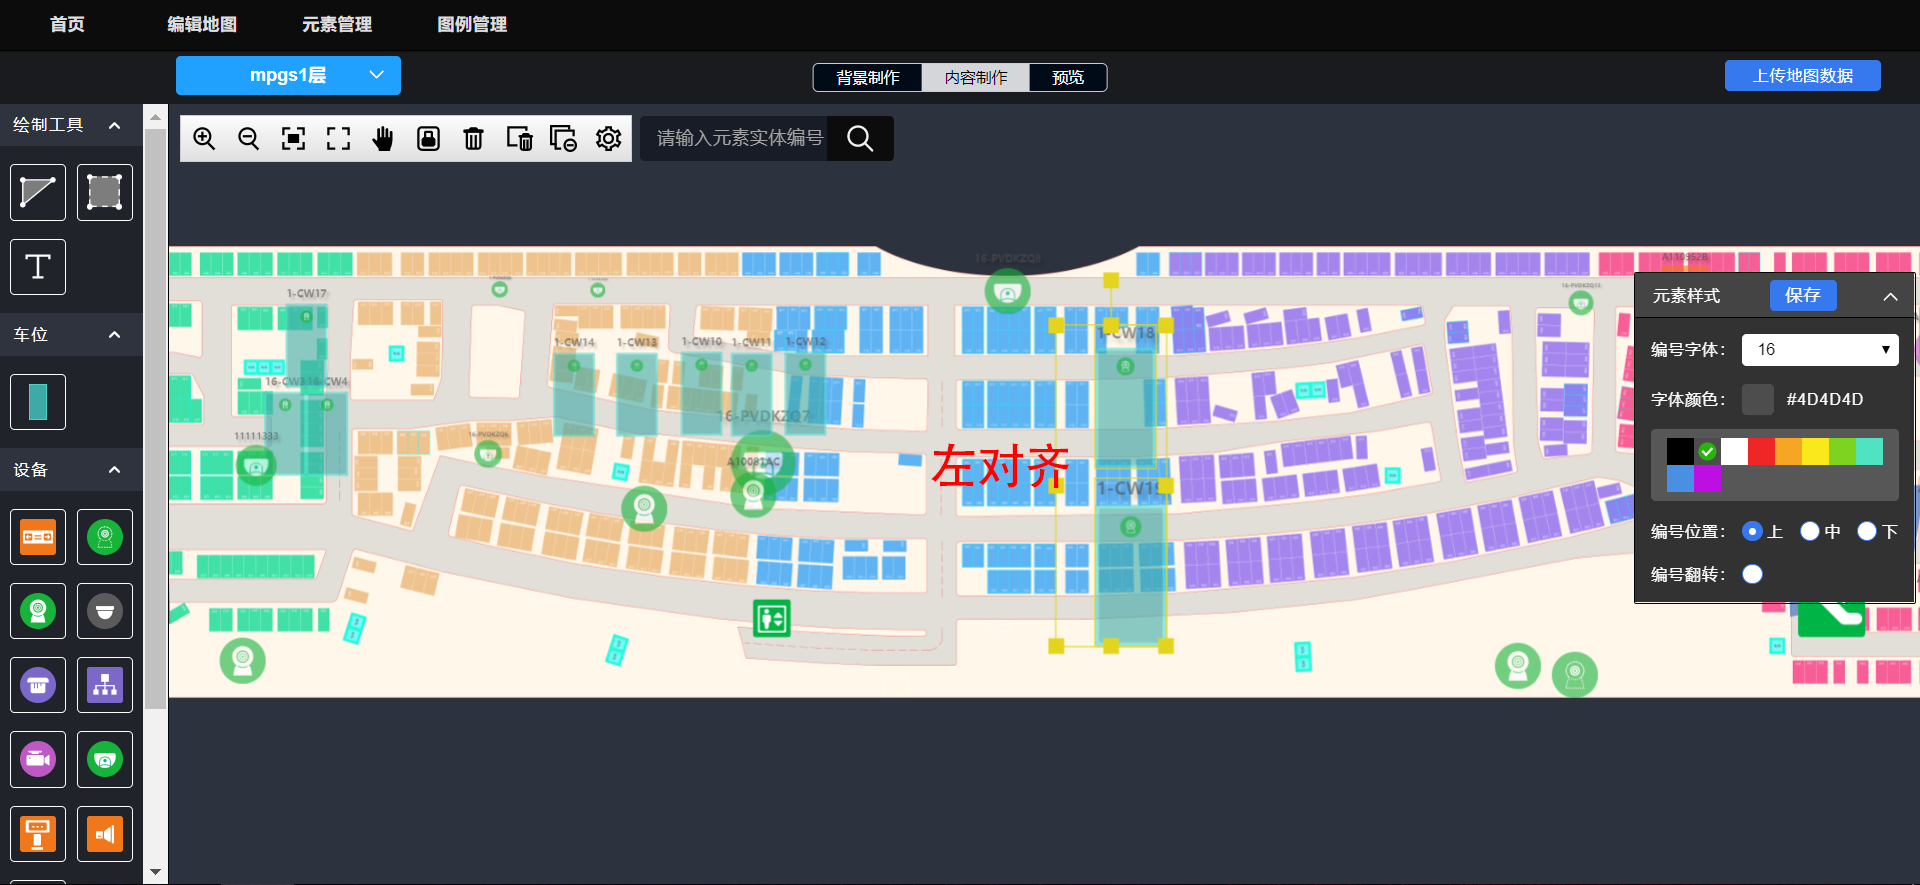 首页 编辑地图 元素管理 图例管理
mpgs1层 背景制作 内容制作 预览 上传地图数据
绘制工具
请输入元素实体编号
T
车位
设备
16-PVDKZQ8
A110352B
1-CW17
1-CW14 1-CW13 1-CW10 1-CW11 1-CW12
1-CW18
16-CW3 16-CW4
16-PVDKZQ7
11111333
A10081AC
左对齐
1-CW19
元素样式 保存
编号字体： 16
字体颜色： #4D4D4D
编号位置： 上 中 下
编号翻转：